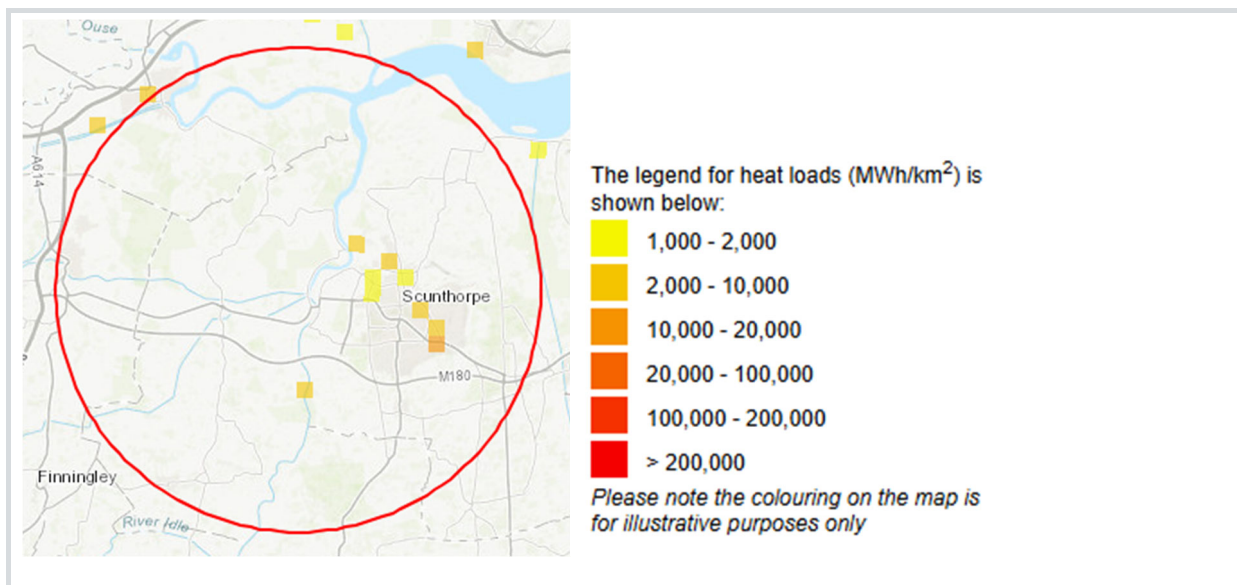 Ouse
A614
Scunthorpe
M180
Finningley
River Idle
The legend for heat loads (MWh/km²) is
shown below:
1,000 - 2,000
2,000 - 10,000
10,000 - 20,000
20,000 - 100,000
100,000 - 200,000
> 200,000
Please note the colouring on the map is
for illustrative purposes only